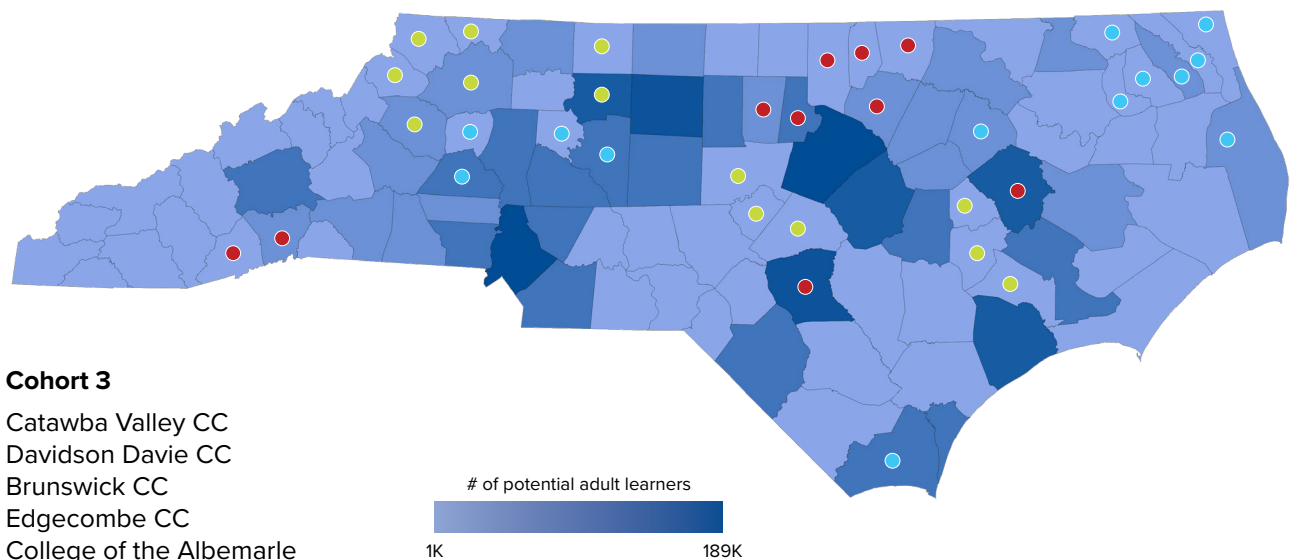 Cohort 3
Catawba Valley CC
Davidson Davie CC
Brunswick CC
Edgecombe CC
College of the Albemarle
# of potential adult learners
1K
189K